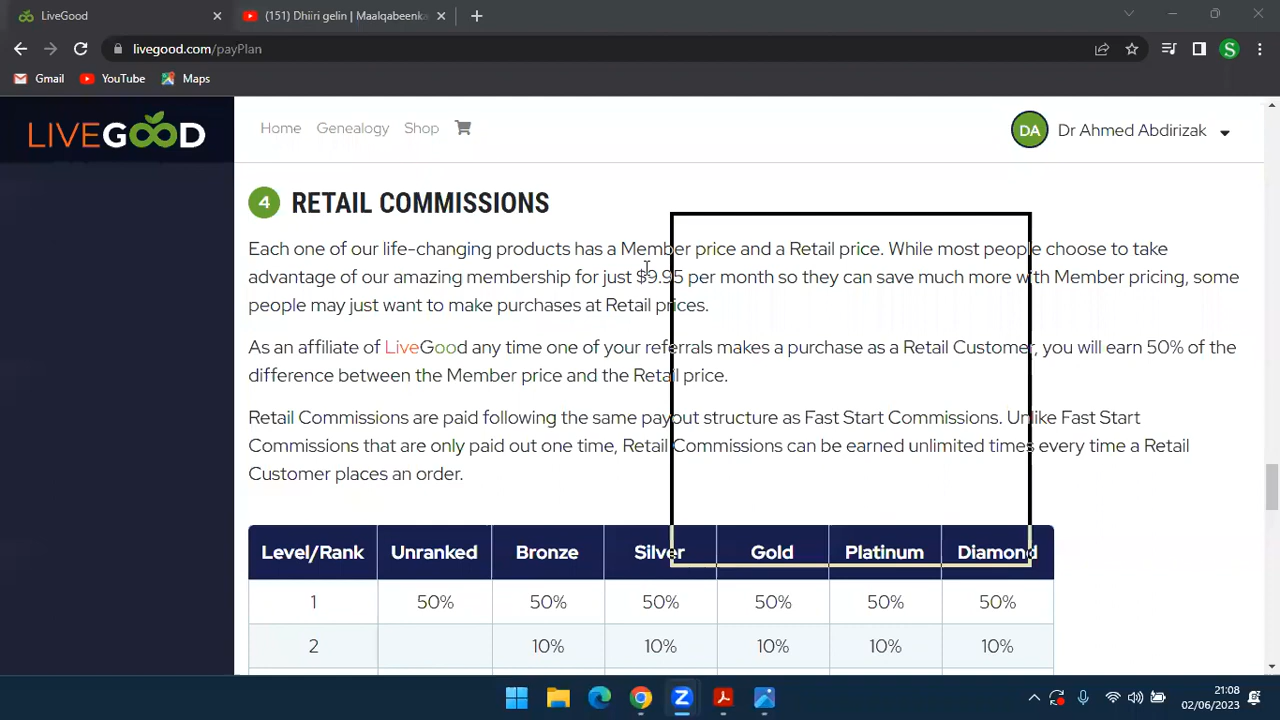 LiveGood
(151) Dhiiri gelin | Maalqabeenka
livegood.com/payPlan
S
Gmail
YouTube
Maps
LIVEGOOD
Home
Genealogy
Shop
DA
Dr Ahmed Abdirizak
4 RETAIL COMMISSIONS
Each one of our life-changing products has a Member price and a Retail price. While most people choose to take
advantage of our amazing membership for just $9.95 per month so they can save much more with Member pricing, some
people may just want to make purchases at Retail prices.
As an affiliate of LiveGood any time one of your referrals makes a purchase as a Retail Customer, you will earn 50% of the
difference between the Member price and the Retail price.
Retail Commissions are paid following the same payout structure as Fast Start Commissions. Unlike Fast Start
Commissions that are only paid out one time, Retail Commissions can be earned unlimited times every time a Retail
Customer places an order.
Level/Rank Unranked Bronze Silver Gold Platinum Diamond
1 50% 50% 50% 50% 50% 50%
2 10% 10% 10% 10% 10%
21:08
02/06/2023